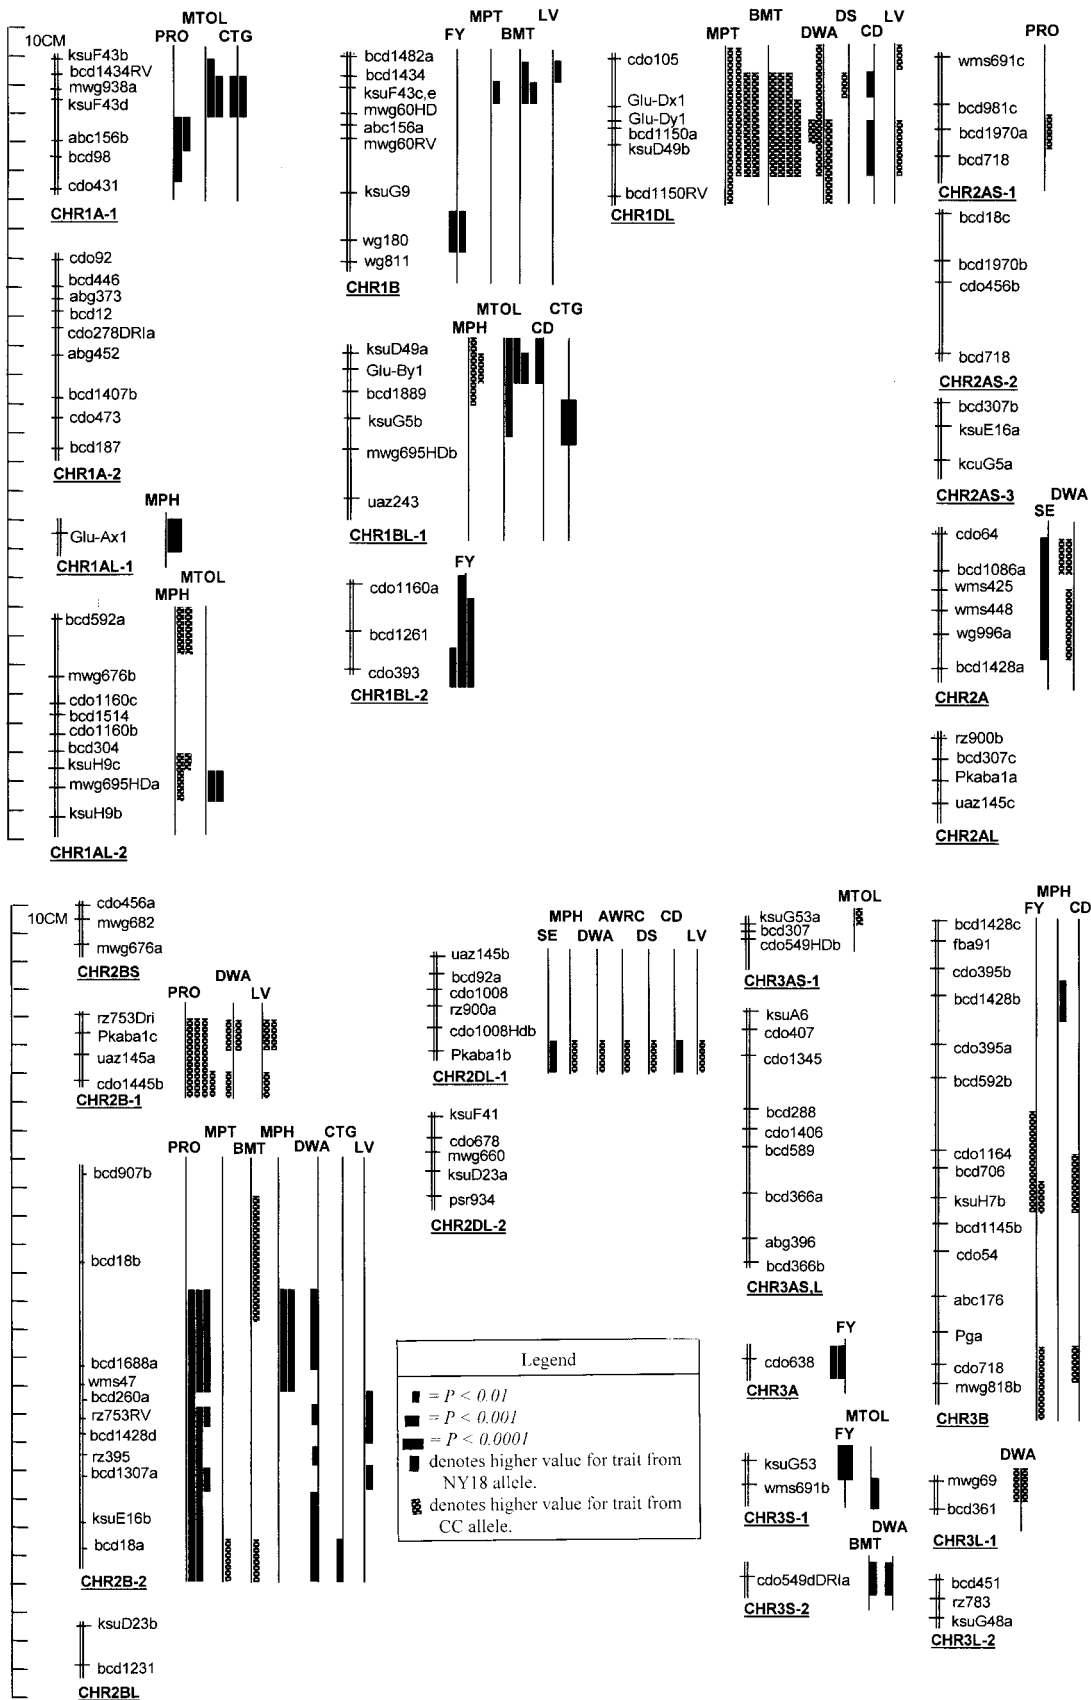 10CM
MTOL
PRO CTG
ksuF43b
bcd1434RV
mwg938a
ksuF43d
abc156b
bcd98
cdo431
CHR1A-1
cdo92
bcd446
abg373
bcd12
cdo278DRIa
abg452
bcd1407b
cdo473
bcd187
CHR1A-2
MPH
Glu-Ax1
CHR1AL-1
MTOL
MPH
bcd592a
mwg676b
cdo1160c
bcd1514
cdo1160b
bcd304
ksuH9c
mwg695HDa
ksuH9b
CHR1AL-2
MPT LV
FY BMT
bcd1482a
bcd1434
ksuF43c,e
mwg60HD
abc156a
mwg60RV
ksuG9
wg180
wg811
CHR1B
MTOL CTG
MPH CD
ksuD49a
Glu-By1
bcd1889
ksuG5b
mwg695HDb
uaz243
CHR1BL-1
FY
cdo1160a
bcd1261
cdo393
CHR1BL-2
BMT DS LV
MPT DWA CD
cdo105
Glu-Dx1
Glu-Dy1
bcd1150a
ksuD49b
bcd1150RV
CHR1DL
PRO
wms691c
bcd981c
bcd1970a
bcd718
CHR2AS-1
bcd18c
bcd1970b
cdo456b
bcd718
CHR2AS-2
bcd307b
ksuE16a
kcuG5a
CHR2AS-3
DWA
SE
cdo64
bcd1086a
wms425
wms448
wg996a
bcd1428a
CHR2A
rz900b
bcd307c
Pkaba1a
uaz145c
CHR2AL
10CM
cdo456a
mwg682
mwg676a
CHR2BS
DWA
PRO LV
rz753Dri
Pkaba1c
uaz145a
cdo1445b
CHR2B-1
MPT MPH CTG
PRO BMT DWA LV
bcd907b
bcd18b
bcd1688a
wms47
bcd260a
rz753RV
bcd1428d
rz395
bcd1307a
ksuE16b
bcd18a
CHR2B-2
ksuD23b
bcd1231
CHR2BL
MPH AWRC CD
SE DWA DS LV
uaz145b
bcd92a
cdo1008
rz900a
cdo1008Hdb
Pkaba1b
CHR2DL-1
ksuF41
cdo678
mwg660
ksuD23a
psr934
CHR2DL-2
Legend
= P < 0.01
= P < 0.001
= P < 0.0001
denotes higher value for trait from
NY18 allele.
denotes higher value for trait from
CC allele.
MTOL
ksuG53a
bcd307
cdo549HDb
CHR3AS-1
ksuA6
cdo407
cdo1345
bcd288
cdo1406
bcd589
bcd366a
abg396
bcd366b
CHR3AS,L
FY
cdo638
CHR3A
MTOL
FY
ksuG53
wms691b
CHR3S-1
DWA
BMT
cdo549dDRIa
CHR3S-2
MPH
FY CD
bcd1428c
fba91
cdo395b
bcd1428b
cdo395a
bcd592b
cdo1164
bcd706
ksuH7b
bcd1145b
cdo54
abc176
Pga
cdo718
mwg818b
CHR3B
DWA
mwg69
bcd361
CHR3L-1
bcd451
rz783
ksuG48a
CHR3L-2